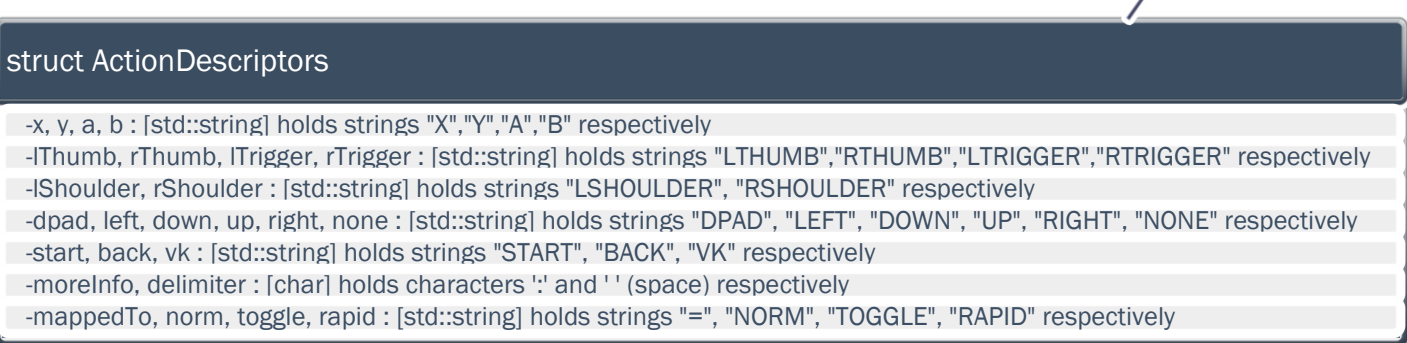 struct ActionDescriptors
-x, y, a, b : [std::string] holds strings "X","Y","A","B" respectively
-lThumb, rThumb, lTrigger, rTrigger : [std::string] holds strings "LTHUMB","RTHUMB","LTRIGGER","RTRIGGER" respectively
-lShoulder, rShoulder : [std::string] holds strings "LSHOULDER", "RSHOULDER" respectively
-dpad, left, down, up, right, none : [std::string] holds strings "DPAD", "LEFT", "DOWN", "UP", "RIGHT", "NONE" respectively
-start, back, vk : [std::string] holds strings "START", "BACK", "VK" respectively
-moreInfo, delimiter : [char] holds characters ':' and ' ' (space) respectively
-mappedTo, norm, toggle, rapid : [std::string] holds strings "=", "NORM", "TOGGLE", "RAPID" respectively